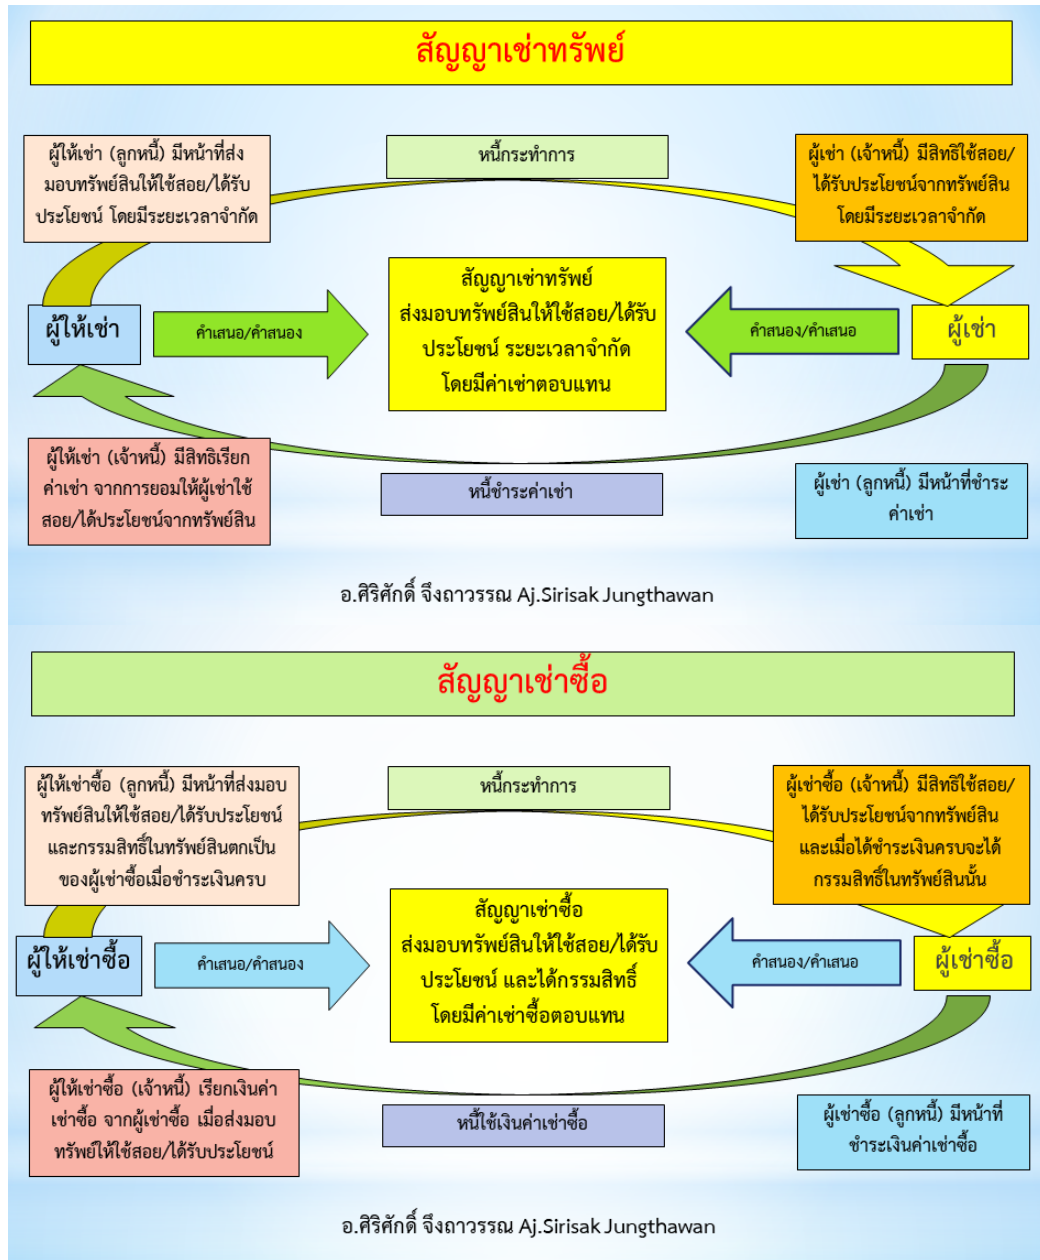 สัญญาเช่าทรัพย์
ผู้ให้เช่า (ลูกหนี้) มีหน้าที่ส่ง
มอบทรัพย์สินให้ใช้สอย/ได้รับ
ประโยชน์ โดยมีระยะเวลาจำกัด
หนี้กระทำการ
ผู้เช่า (เจ้าหนี้) มีสิทธิใช้สอย/
ได้รับประโยชน์จากทรัพย์สิน
โดยมีระยะเวลาจำกัด
ผู้ให้เช่า
คำเสนอ/คำสนอง
สัญญาเช่าทรัพย์
ส่งมอบทรัพย์สินให้ใช้สอย/ได้รับ
ประโยชน์ ระยะเวลาจำกัด
โดยมีค่าเช่าตอบแทน
คำสนอง/คำเสนอ
ผู้เช่า
ผู้ให้เช่า (เจ้าหนี้) มีสิทธิเรียก
ค่าเช่า จากการยอมให้ผู้เช่าใช้
สอย/ได้ประโยชน์จากทรัพย์สิน
หนี้ชำระค่าเช่า
ผู้เช่า (ลูกหนี้) มีหน้าที่ชำระ
ค่าเช่า
อ.ศิริศักดิ์ จึงถาวรรณ Aj.Sirisak Jungthawan
สัญญาเช่าซื้อ
ผู้ให้เช่าซื้อ (ลูกหนี้) มีหน้าที่ส่งมอบ
ทรัพย์สินให้ใช้สอย/ได้รับประโยชน์
และกรรมสิทธิ์ในทรัพย์สินตกเป็น
ของผู้เช่าซื้อเมื่อชำระเงินครบ
หนี้กระทำการ
ผู้เช่าซื้อ (เจ้าหนี้) มีสิทธิใช้สอย/
ได้รับประโยชน์จากทรัพย์สิน
และเมื่อได้ชำระเงินครบจะได้
กรรมสิทธิ์ในทรัพย์สินนั้น
ผู้ให้เช่าซื้อ
คำเสนอ/คำสนอง
สัญญาเช่าซื้อ
ส่งมอบทรัพย์สินให้ใช้สอย/ได้รับ
ประโยชน์ และได้กรรมสิทธิ์
โดยมีค่าเช่าซื้อตอบแทน
คำสนอง/คำเสนอ
ผู้เช่าซื้อ
ผู้ให้เช่าซื้อ (เจ้าหนี้) เรียกเงินค่า
เช่าซื้อ จากผู้เช่าซื้อ เมื่อส่งมอบ
ทรัพย์ให้ใช้สอย/ได้รับประโยชน์
หนี้ใช้เงินค่าเช่าซื้อ
ผู้เช่าซื้อ (ลูกหนี้) มีหน้าที่
ชำระเงินค่าเช่าซื้อ
อ.ศิริศักดิ์ จึงถาวรรณ Aj.Sirisak Jungthawan